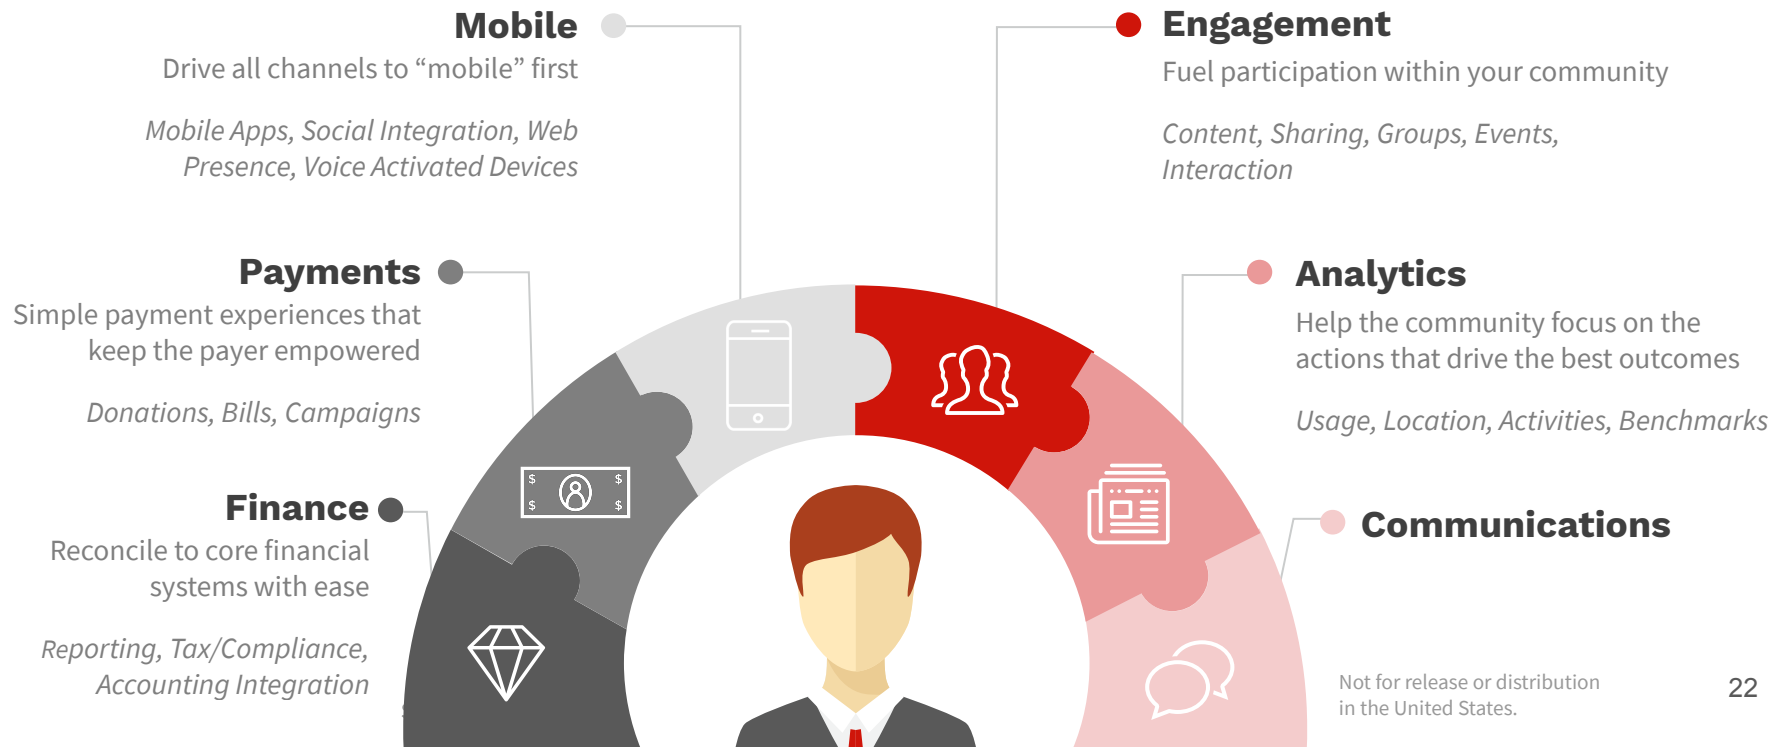 Mobile
Drive all channels to “mobile” first
Mobile Apps, Social Integration, Web
Presence, Voice Activated Devices
Payments
Simple payment experiences that
keep the payer empowered
Donations, Bills, Campaigns
Finance
Reconcile to core financial
systems with ease
Reporting, Tax/Compliance,
Accounting Integration
Engagement
Fuel participation within your community
Content, Sharing, Groups, Events,
Interaction
Analytics
Help the community focus on the
actions that drive the best outcomes
Usage, Location, Activities, Benchmarks
Communications
$ $
$ $
Not for release or distribution
in the United States.
22